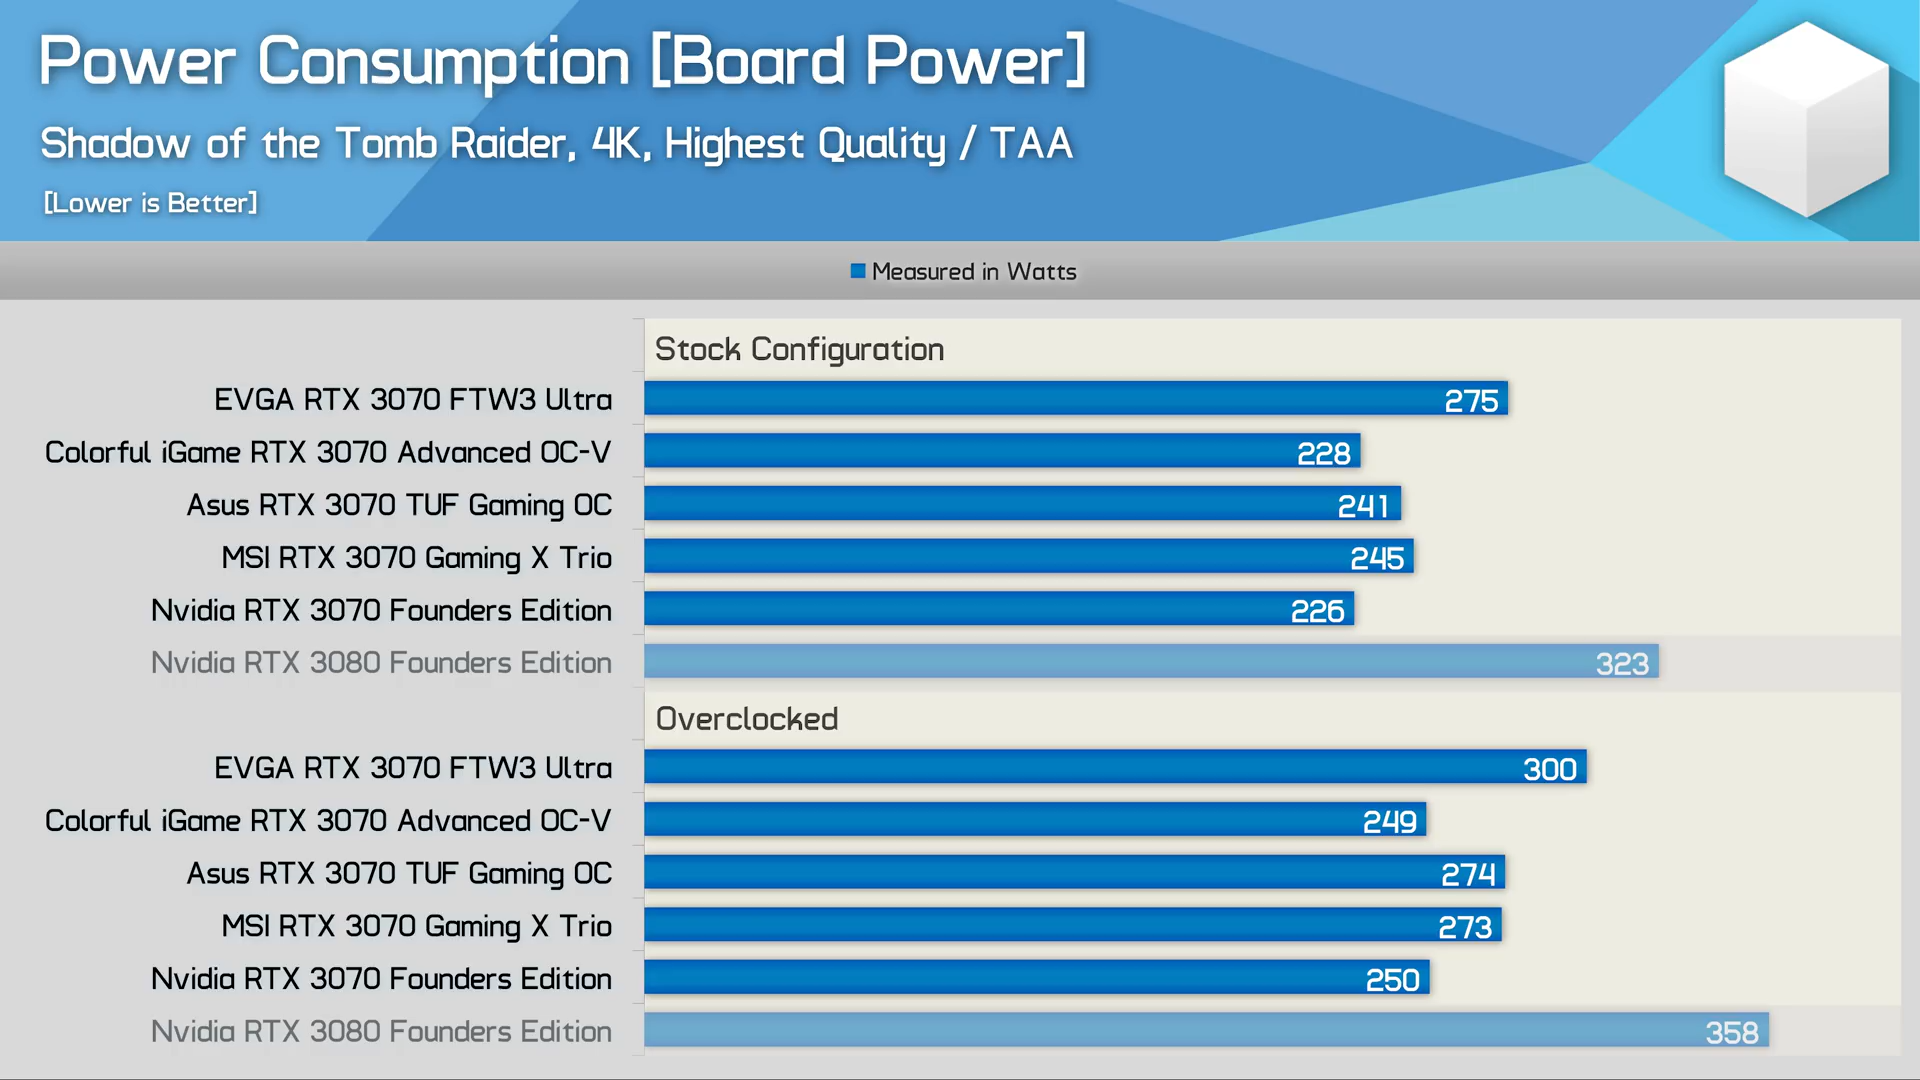 Power Consumption [Board Power]
Shadow of the Tomb Raider, 4K, Highest Quality / TAA
[Lower is Better]
Measured in Watts
Stock Configuration
EVGA RTX 3070 FTW3 Ultra 275
Colorful iGame RTX 3070 Advanced OC-V 228
Asus RTX 3070 TUF Gaming OC 241
MSI RTX 3070 Gaming X Trio 245
Nvidia RTX 3070 Founders Edition 226
Nvidia RTX 3080 Founders Edition 323
Overclocked
EVGA RTX 3070 FTW3 Ultra 300
Colorful iGame RTX 3070 Advanced OC-V 249
Asus RTX 3070 TUF Gaming OC 274
MSI RTX 3070 Gaming X Trio 273
Nvidia RTX 3070 Founders Edition 250
Nvidia RTX 3080 Founders Edition 358